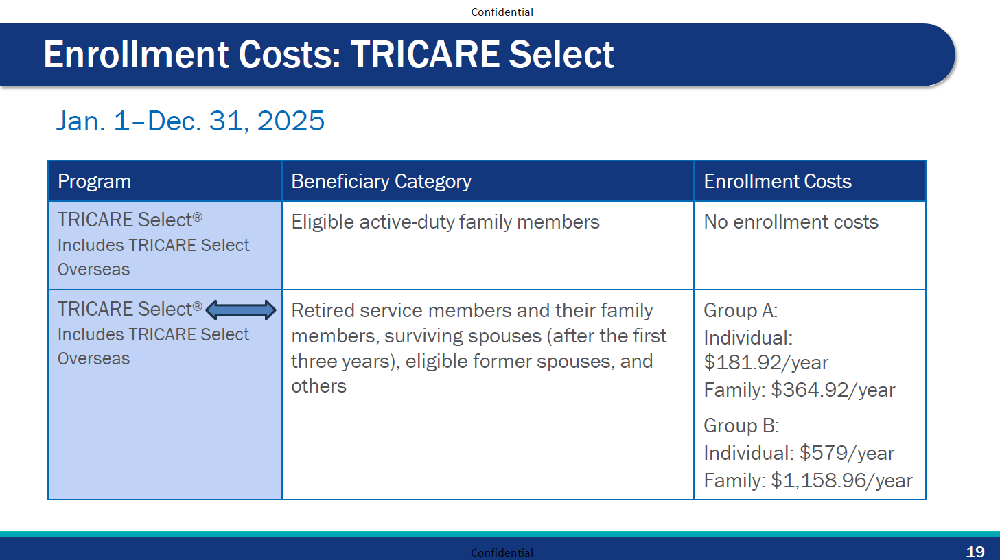 Confidential
Enrollment Costs: TRICARE Select
Jan. 1–Dec. 31, 2025
Program
Beneficiary Category
Enrollment Costs
TRICARE Select®
Includes TRICARE Select
Overseas
Eligible active-duty family members
No enrollment costs
TRICARE Select®
Includes TRICARE Select
Overseas
Retired service members and their family
members, surviving spouses (after the first
three years), eligible former spouses, and
others
Group A:
Individual:
$181.92/year
Family: $364.92/year
Group B:
Individual: $579/year
Family: $1,158.96/year
Confidential
19